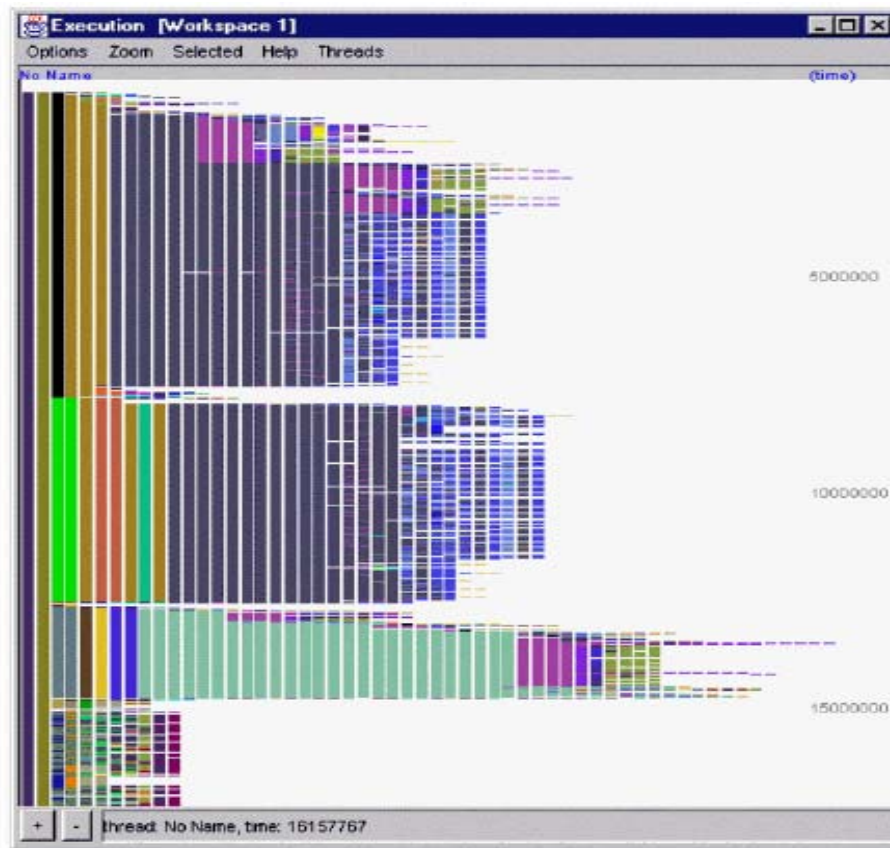 Execution [Workspace 1]
Options Zoom Selected Help Threads
No Name (time)
5000000
10000000
15000000
+ - thread: No Name, time: 16157767